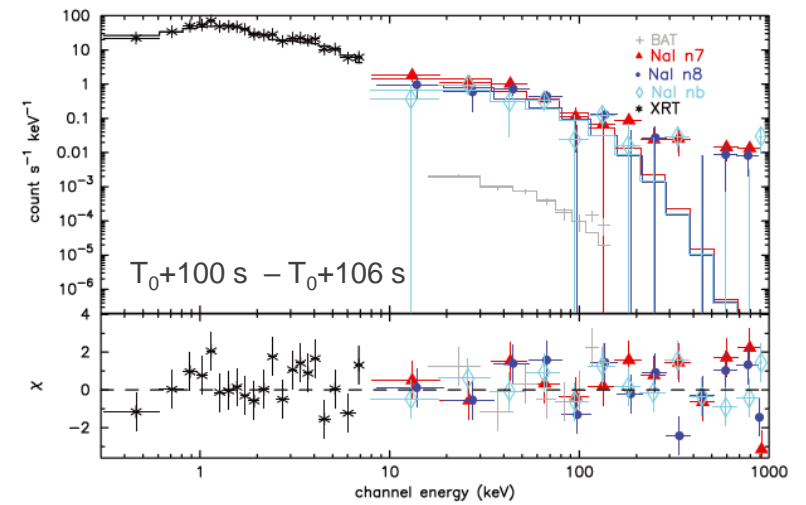 100
10
1
0.1
0.01
10⁻³
10⁻⁴
10⁻⁵
10⁻⁶
count s⁻¹ keV⁻¹
BAT
NaI n7
NaI n8
NaI nb
XRT
T₀+100 s – T₀+106 s
4
2
0
−2
χ
1
10
100
1000
channel energy (keV)